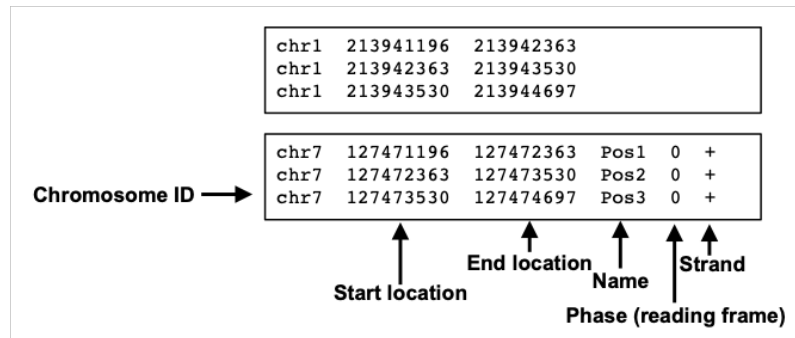 chr1 213941196 213942363
chr1 213942363 213943530
chr1 213943530 213944697
chr7 127471196 127472363 Pos1 0 +
chr7 127472363 127473530 Pos2 0 +
chr7 127473530 127474697 Pos3 0 +
Chromosome ID
Start location
End location
Name
Strand
Phase (reading frame)